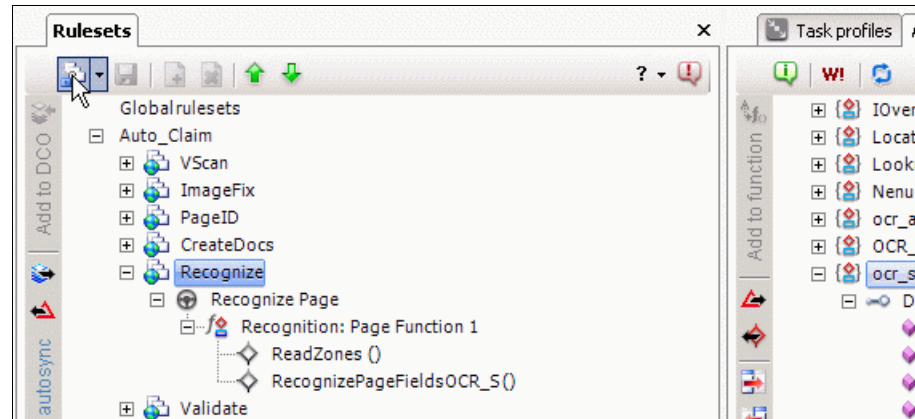 Rulesets
Task profiles
? W!
Globalrulesets
Auto_Claim
VScan
ImageFix
PageID
CreateDocs
Recognize
Recognize Page
Recognition: Page Function 1
ReadZones ()
RecognizePageFieldsOCR_S()
Validate
Add to DCO
autosync
Add to function
IOver
Locat
Look
Nenu
ocr_a
OCR_
ocr_s
D